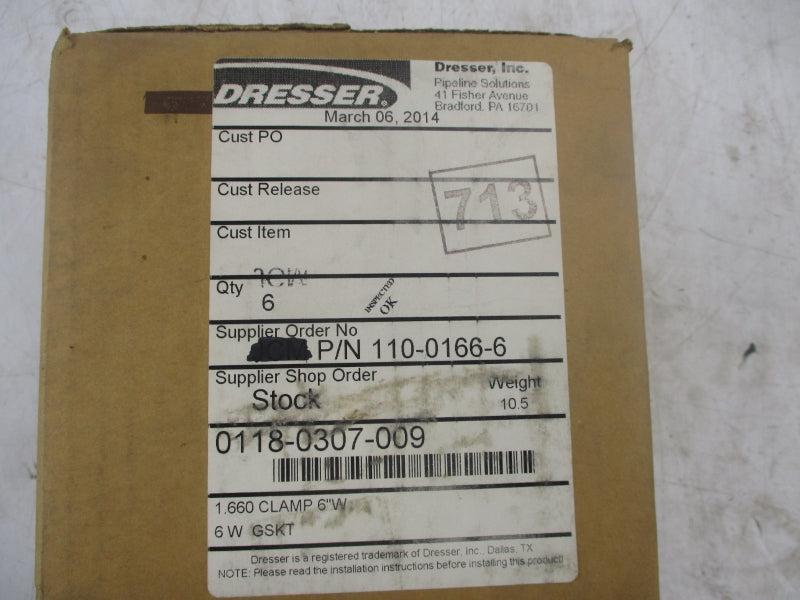 DRESSER®
Dresser, Inc.
Pipeline Solutions
41 Fisher Avenue
Bradford, PA 16701
March 06, 2014
Cust PO
Cust Release
713
Cust Item
Qty
6
INSPECTED
OK
Supplier Order No
P/N 110-0166-6
Supplier Shop Order
Stock
Weight
10.5
0118-0307-009
1.660 CLAMP 6"W
6 W GSKT
Dresser is a registered trademark of Dresser, Inc., Dallas, TX
NOTE: Please read the installation instructions before installing this product!